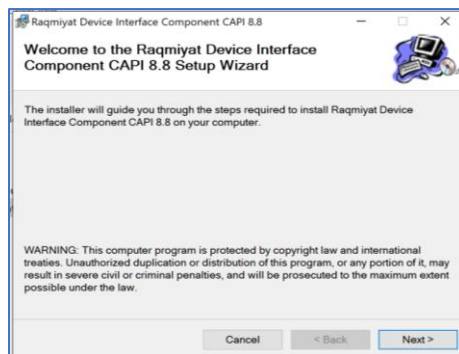 Raqmiyat Device Interface Component CAPI 8.8
Welcome to the Raqmiyat Device Interface
Component CAPI 8.8 Setup Wizard
The installer will guide you through the steps required to install Raqmiyat Device
Interface Component CAPI 8.8 on your computer.
WARNING: This computer program is protected by copyright law and international
treaties. Unauthorized duplication or distribution of this program, or any portion of it, may
result in severe civil or criminal penalties, and will be prosecuted to the maximum extent
possible under the law.
Cancel
< Back
Next >